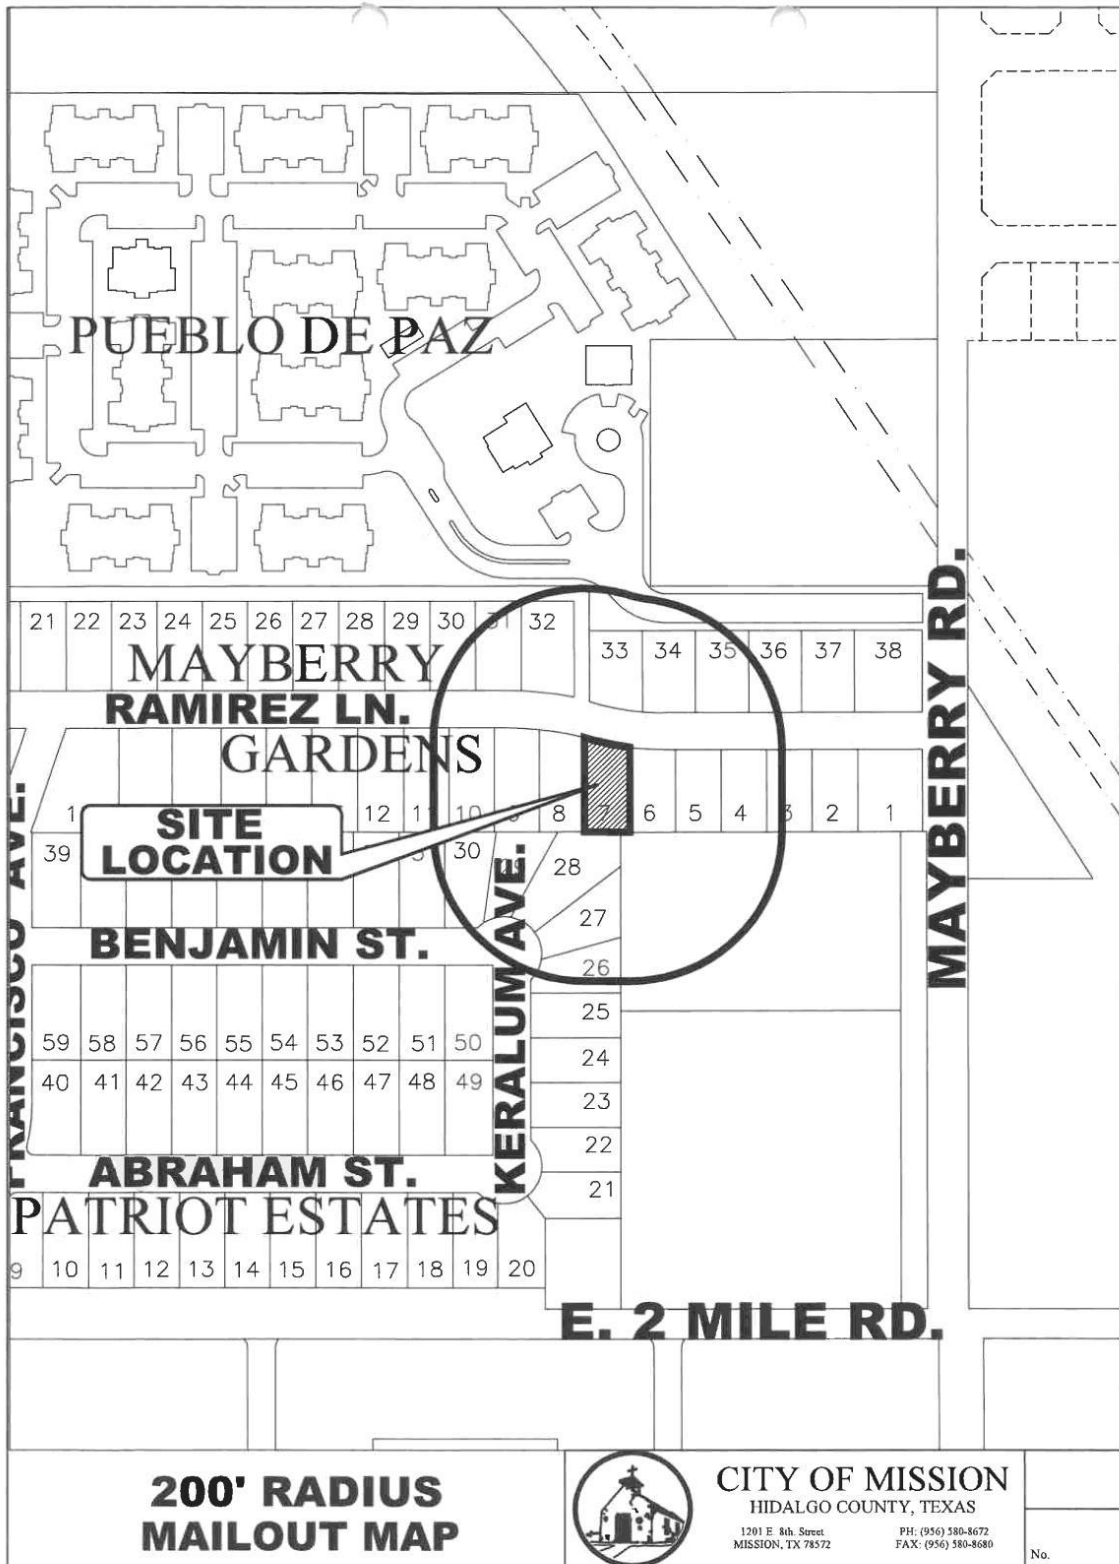 PUEBLO DE PAZ
21 22 23 24 25 26 27 28 29 30 31 32
33 34 35 36 37 38
MAYBERRY
RAMIREZ LN.
GARDENS
12 11 10 8 7 6 5 4 3 2 1
SITE
LOCATION
39 30 28
27
BENJAMIN ST.
26
25
59 58 57 56 55 54 53 52 51 50
24
40 41 42 43 44 45 46 47 48 49
23
22
ABRAHAM ST.
21
PATRIOT ESTATES
9 10 11 12 13 14 15 16 17 18 19 20
FRANCISCO AVE.
KERALUM AVE.
MAYBERRY RD.
E. 2 MILE RD.
200' RADIUS
MAILOUT MAP
CITY OF MISSION
HIDALGO COUNTY, TEXAS
1201 E. 8th. Street
MISSION, TX 78572
PH: (956) 580-8672
FAX: (956) 580-8680
No.